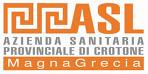 ASL
AZIENDA SANITARIA
PROVINCIALE DI CROTONE
MagnaGrecia